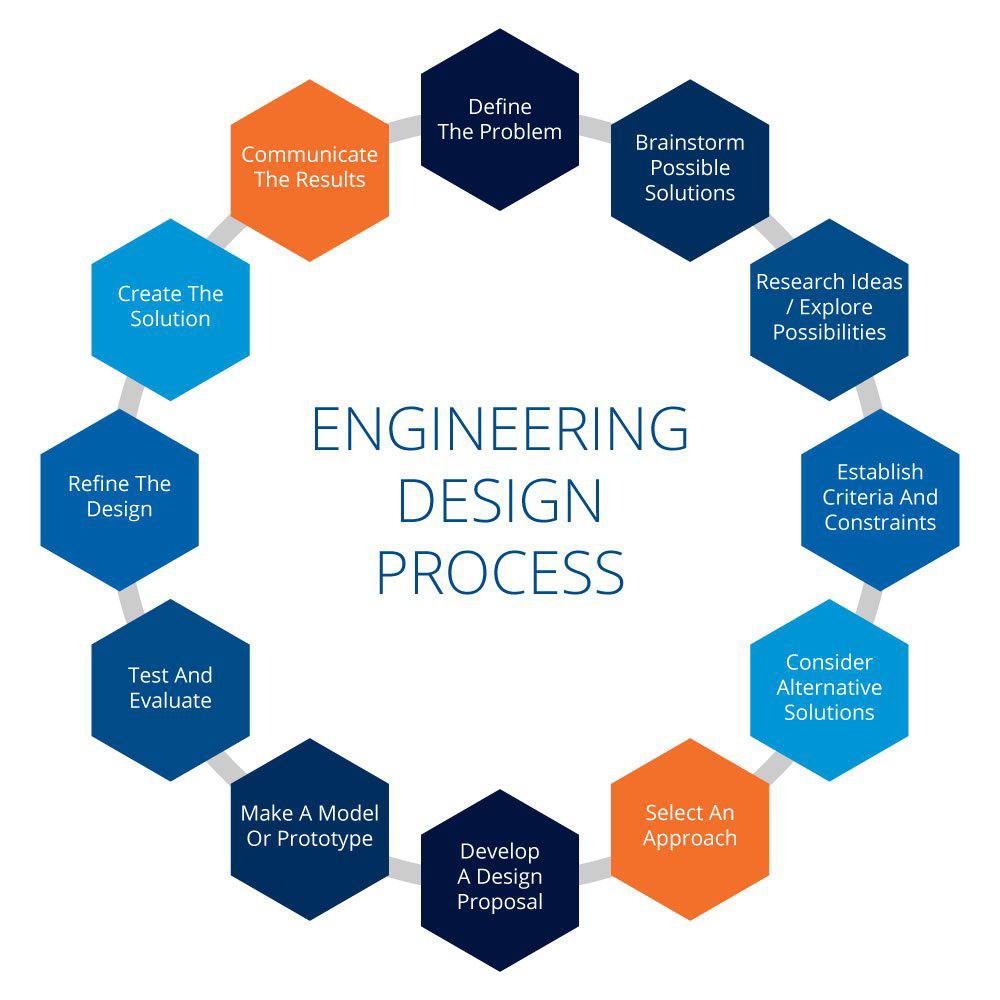 Define
The Problem
Brainstorm
Possible
Solutions
Research Ideas
/ Explore
Possibilities
Establish
Criteria And
Constraints
Consider
Alternative
Solutions
Select An
Approach
Develop
A Design
Proposal
Make A Model
Or Prototype
Test And
Evaluate
Refine The
Design
Create The
Solution
Communicate
The Results
ENGINEERING
DESIGN
PROCESS